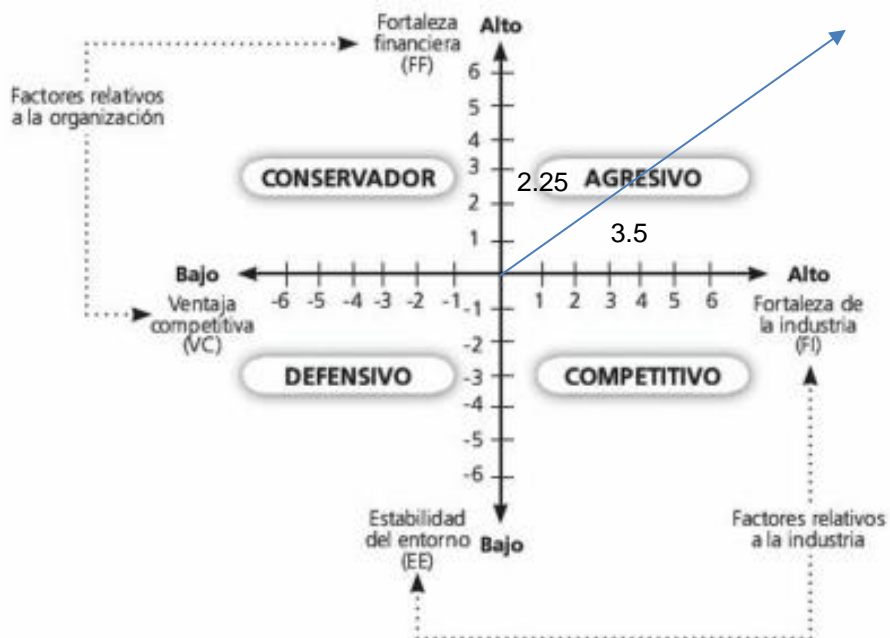 Fortaleza
financiera
(FF)
Alto
Factores relativos
a la organización
6
5
4
3
2
1
CONSERVADOR
2.25
AGRESIVO
3.5
Bajo
Alto
-6 -5 -4 -3 -2 -1
1 2 3 4 5 6
Ventaja
competitiva
(VC)
Fortaleza de
la industria
(FI)
-1
-2
-3
-4
-5
-6
DEFENSIVO
COMPETITIVO
Estabilidad
del entorno
(EE)
Bajo
Factores relativos
a la industria